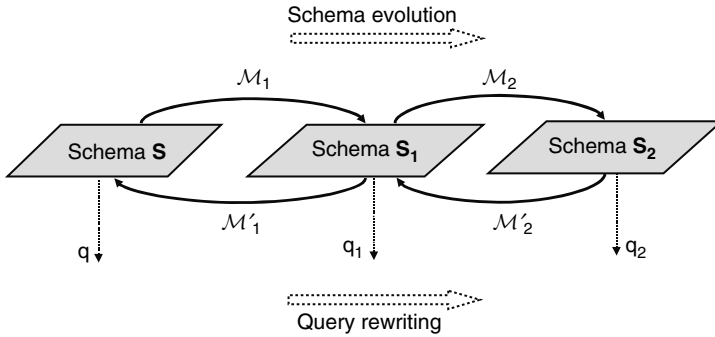 Schema evolution
ℳ₁ ℳ₂
Schema S Schema S₁ Schema S₂
ℳ′₁ ℳ′₂
q q₁ q₂
Query rewriting